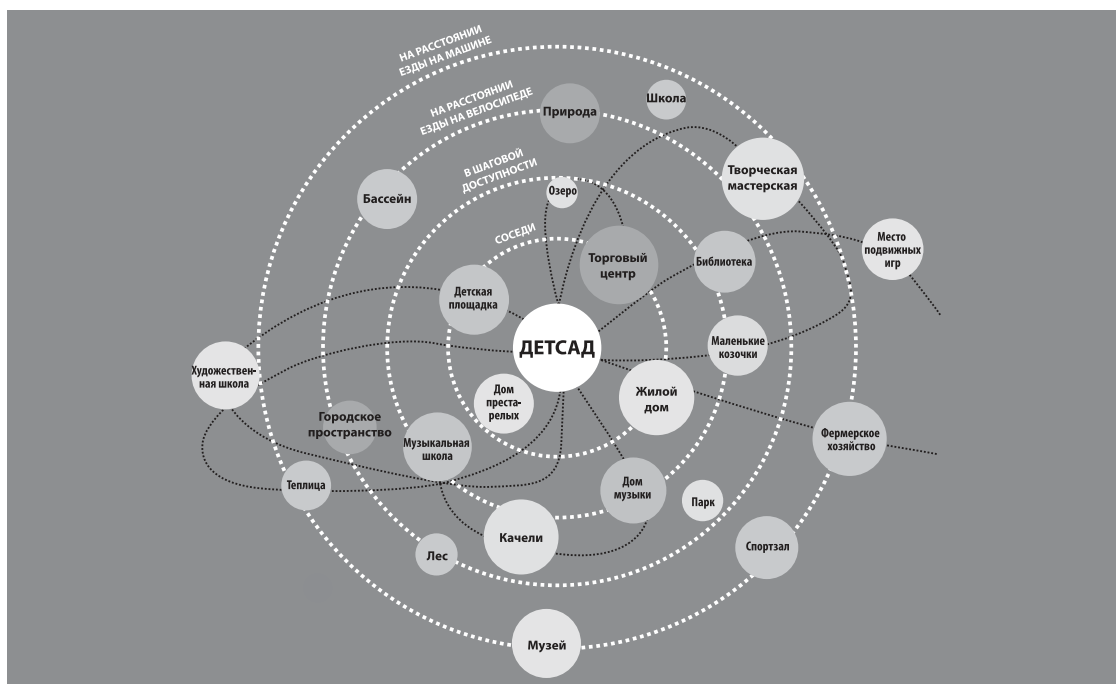 НА РАССТОЯНИИ
ЕЗДЫ НА МАШИНЕ
НА РАССТОЯНИИ
ЕЗДЫ НА ВЕЛОСИПЕДЕ
В ШАГОВОЙ
ДОСТУПНОСТИ
СОСЕДИ
Школа
Природа
Творческая
мастерская
Озеро
Бассейн
Место
подвижных
игр
Торговый
центр
Библиотека
Детская
площадка
ДЕТСАД
Маленькие
козочки
Художествен-
ная школа
Дом
преста-
релых
Жилой
дом
Городское
пространство
Музыкальная
школа
Фермерское
хозяйство
Теплица
Дом
музыки
Парк
Качели
Лес
Спортзал
Музей